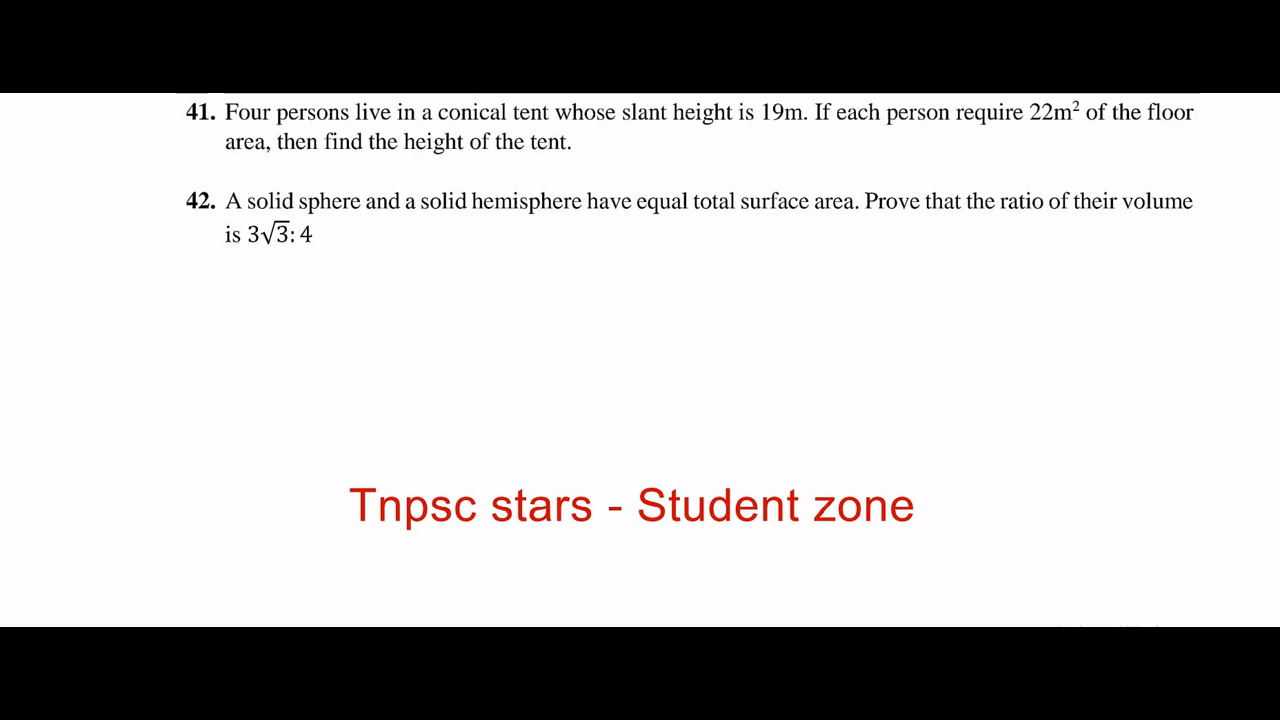 41. Four persons live in a conical tent whose slant height is 19m. If each person require 22m² of the floor
area, then find the height of the tent.
42. A solid sphere and a solid hemisphere have equal total surface area. Prove that the ratio of their volume
is 3√3: 4
Tnpsc stars - Student zone